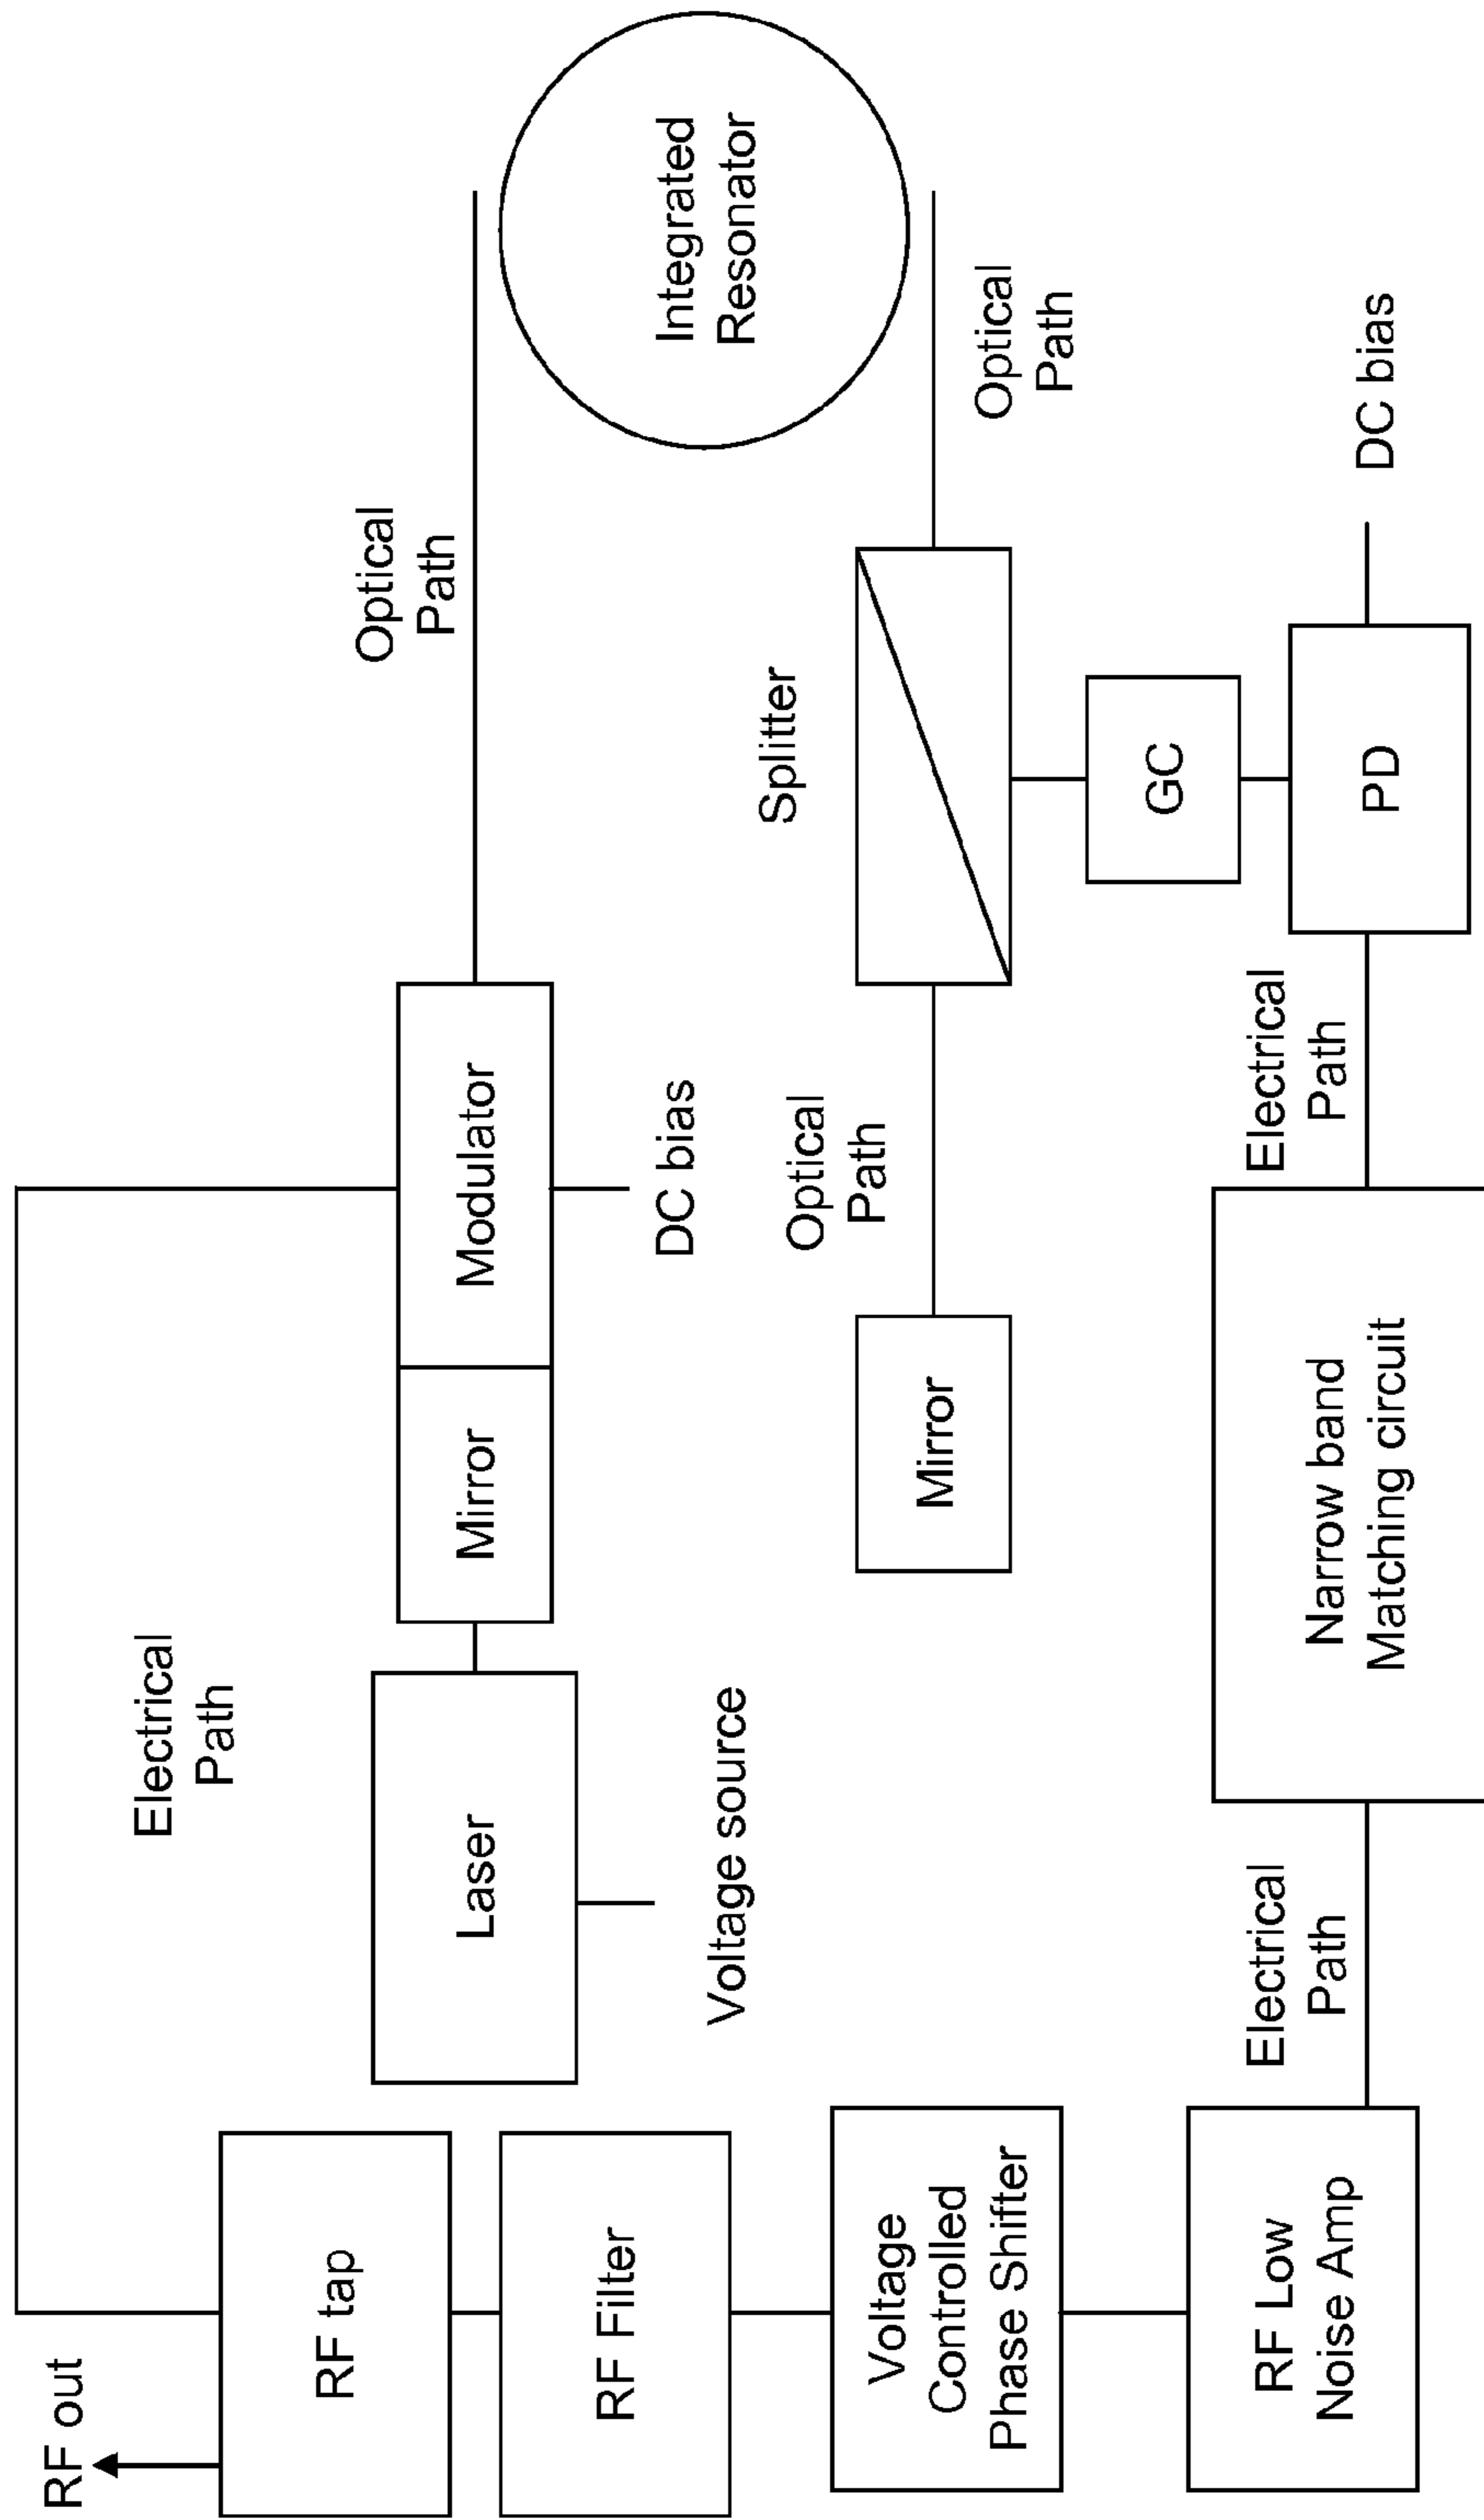 RF out
RF tap
RF Filter
Voltage
Controlled
Phase Shifter
RF Low
Noise Amp
Electrical
Path
Laser
Voltage source
Mirror
Modulator
DC bias
Optical
Path
Integrated
Resonator
Optical
Path
Splitter
Optical
Path
Mirror
GC
PD
DC bias
Electrical
Path
Narrow band
Matching circuit
Electrical
Path